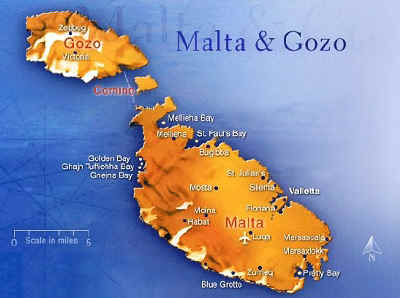 Malta & Gozo
Zebbug
Gozo
Victoria
Comino
Mellieha Bay
Mellieha
St. Paul's Bay
Bugibba
Golden Bay
Ghajn Tuffieha Bay
Gnejna Bay
St. Julian's
Mosta
Sliema
Valletta
Floriana
Mdina
Rabat
Malta
Luqa
Marsascala
Marsaxlokk
0
5
Scale in miles
N
Zurrieq
Pretty Bay
Blue Grotto